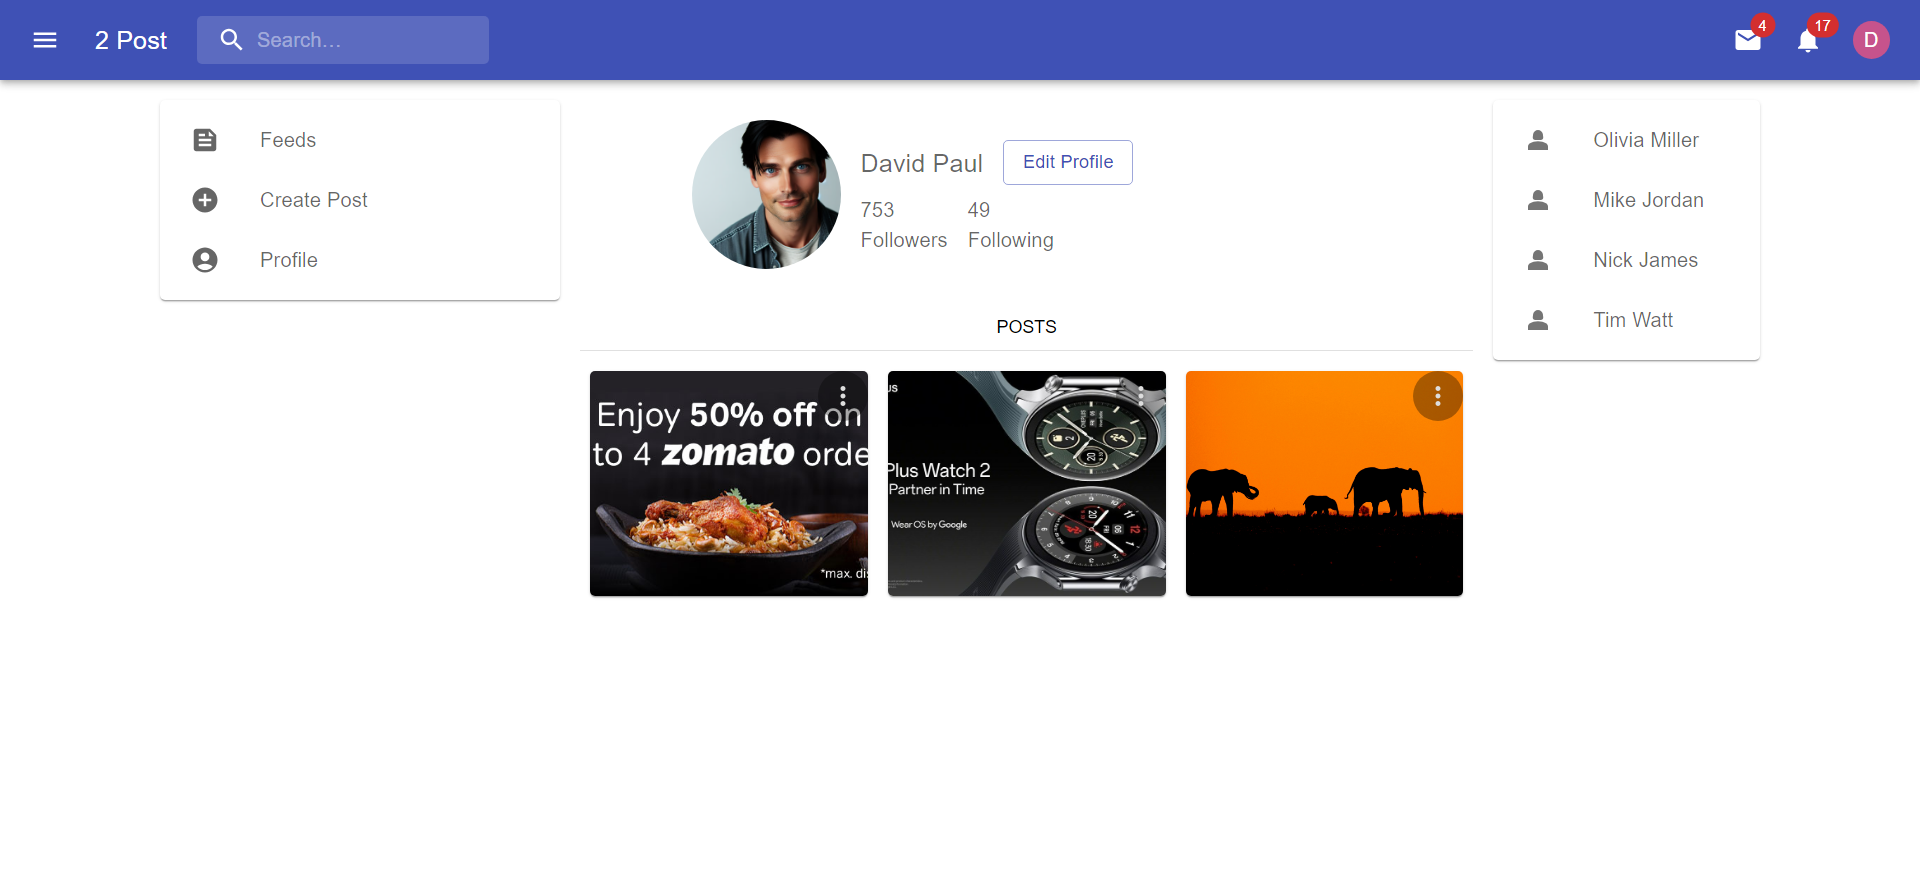 2 Post
Search...
4
17
D
Feeds
Create Post
Profile
David Paul
Edit Profile
753
49
Followers
Following
Olivia Miller
Mike Jordan
Nick James
Tim Watt
POSTS
Enjoy 50% off on
to 4 zomato orde
*max. dis
us
Plus Watch 2
Partner in Time
Wear OS by Google